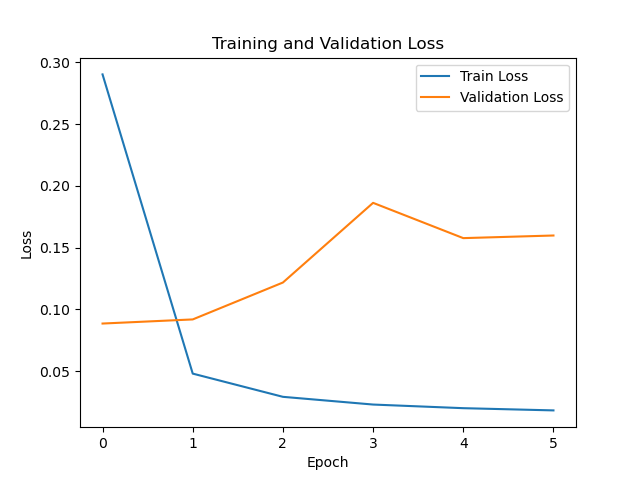 Training and Validation Loss
Train Loss
Validation Loss
0.30
0.25
0.20
0.15
0.10
0.05
Loss
0 1 2 3 4 5
Epoch